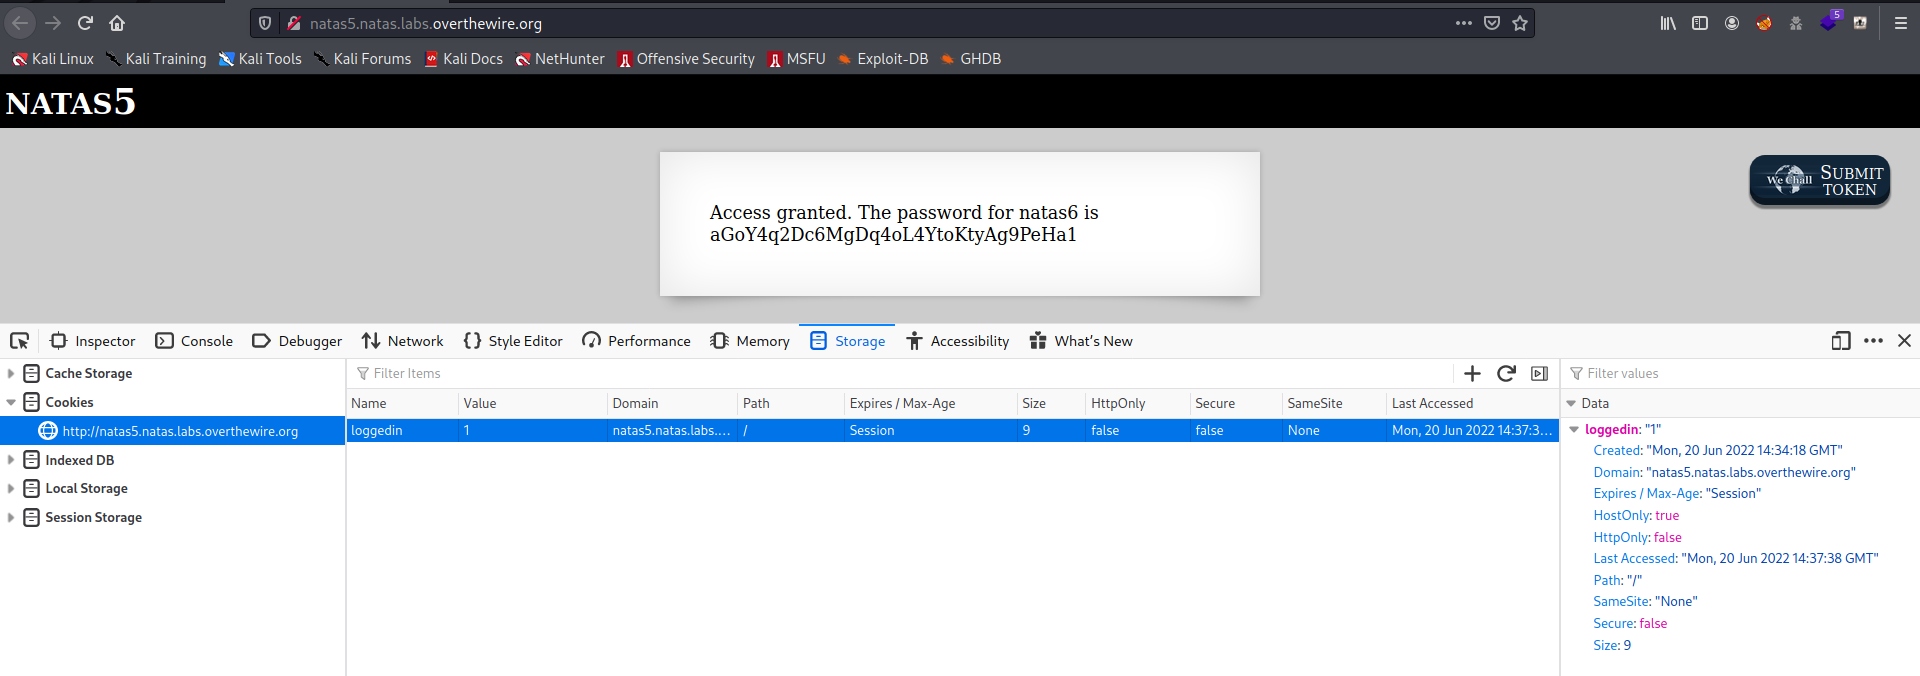 natas5.natas.labs.overthewire.org
5
Kali Linux Kali Training Kali Tools Kali Forums Kali Docs NetHunter Offensive Security MSFU Exploit-DB GHDB
NATAS5
We Chall SUBMIT TOKEN
Access granted. The password for natas6 is
aGoY4q2Dc6MgDq4oL4YtoKtyAg9PeHa1
Inspector Console Debugger Network Style Editor Performance Memory Storage Accessibility What's New
Cache Storage
Cookies
http://natas5.natas.labs.overthewire.org
Indexed DB
Local Storage
Session Storage
Filter Items
Name Value Domain Path Expires / Max-Age Size HttpOnly Secure SameSite Last Accessed
loggedin 1 natas5.natas.labs.... / Session 9 false false None Mon, 20 Jun 2022 14:37:3...
Filter values
Data
loggedin: "1"
Created: "Mon, 20 Jun 2022 14:34:18 GMT"
Domain: "natas5.natas.labs.overthewire.org"
Expires / Max-Age: "Session"
HostOnly: true
HttpOnly: false
Last Accessed: "Mon, 20 Jun 2022 14:37:38 GMT"
Path: "/"
SameSite: "None"
Secure: false
Size: 9